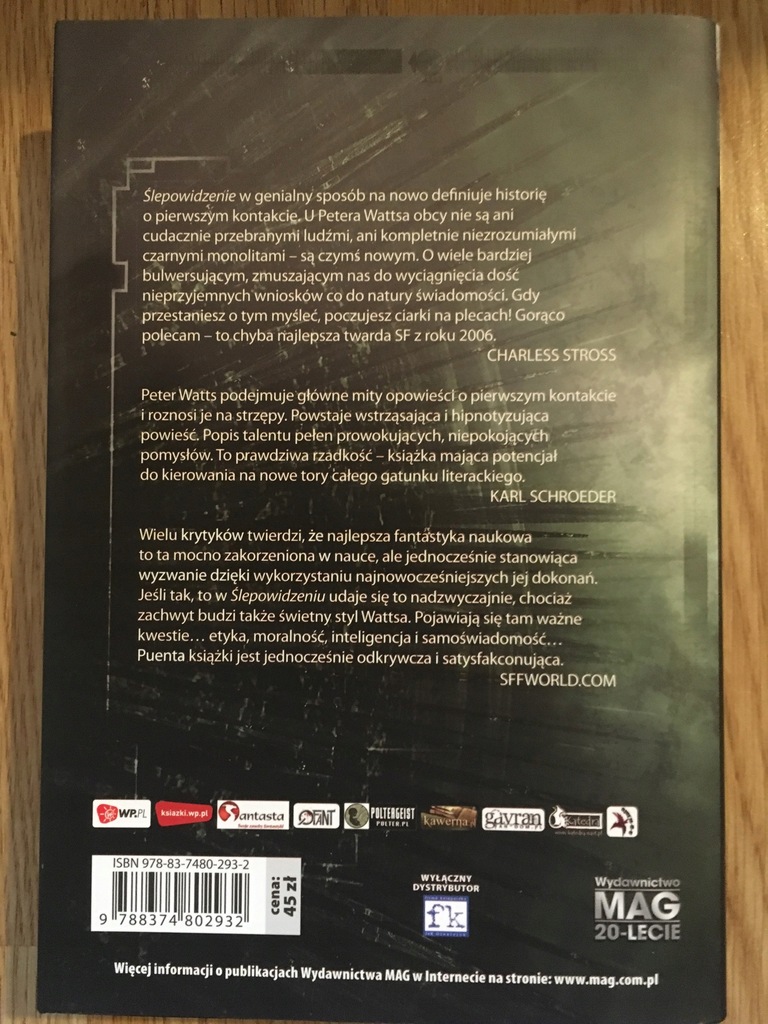 Ślepowidzenie w genialny sposób na nowo definiuje historię
o pierwszym kontakcie. U Petera Wattsa obcy nie są ani
cudacznie przebranymi ludźmi, ani kompletnie niezrozumiałymi
czarnymi monolitami – są czymś nowym. O wiele bardziej
bulwersującym, zmuszającym nas do wyciągnięcia dość
nieprzyjemnych wniosków co do natury świadomości. Gdy
przestaniesz o tym myśleć, poczujesz ciarki na plecach! Gorąco
polecam – to chyba najlepsza twarda SF z roku 2006.
CHARLESS STROSS
Peter Watts podejmuje główne mity opowieści o pierwszym kontakcie
i roznosi je na strzępy. Powstaje wstrząsająca i hipnotyzująca
powieść. Popis talentu pełen prowokujących, niepokojących
pomysłów. To prawdziwa rzadkość – książka mająca potencjał
do kierowania na nowe tory całego gatunku literackiego.
KARL SCHROEDER
Wielu krytyków twierdzi, że najlepsza fantastyka naukowa
to ta mocno zakorzeniona w nauce, ale jednocześnie stanowiąca
wyzwanie dzięki wykorzystaniu najnowocześniejszych jej dokonań.
Jeśli tak, to w Ślepowidzeniu udaje się to nadzwyczajnie, chociaż
zachwyt budzi także świetny styl Wattsa. Pojawiają się tam ważne
kwestie... etyka, moralność, inteligencja i samoświadomość...
Puenta książki jest jednocześnie odkrywcza i satysfakconująca.
SFFWORLD.COM
WP.PL ksiazki.wp.pl Fantasta QFANT POLTERGEIST POLTER.PL kawerna.pl gavran Katedra
ISBN 978-83-7480-293-2
9 788374 802932
cena:
45 zł
WYŁĄCZNY
DYSTRYBUTOR
fk
Wydawnictwo
MAG
20-LECIE
Więcej informacji o publikacjach Wydawnictwa MAG w Internecie na stronie: www.mag.com.pl